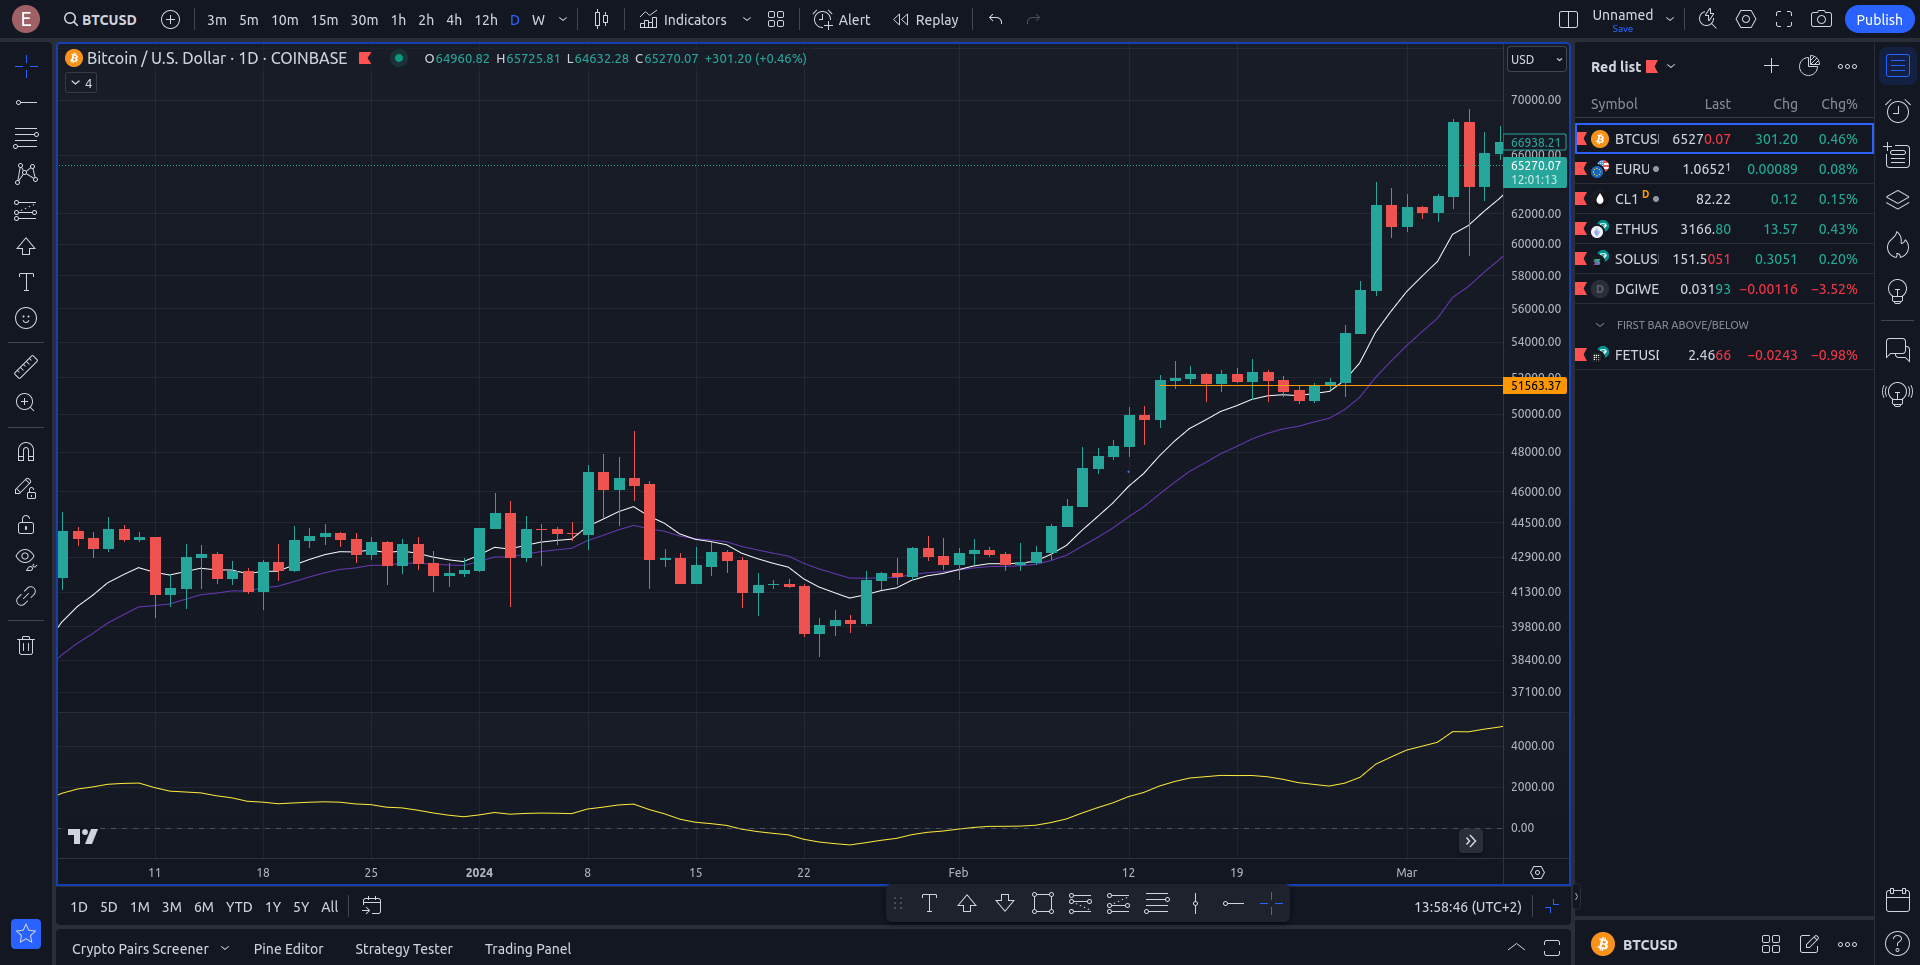 E
BTCUSD
3m 5m 10m 15m 30m 1h 2h 4h 12h D W
Indicators
Alert
Replay
Unnamed
Save
Publish
Bitcoin / U.S. Dollar · 1D · COINBASE
O64960.82 H65725.81 L64632.28 C65270.07 +301.20 (+0.46%)
4
USD
70000.00
66938.21
66000.00
65270.07
12:01:13
62000.00
60000.00
58000.00
56000.00
54000.00
52000.00
51563.37
50000.00
48000.00
46000.00
44500.00
42900.00
41300.00
39800.00
38400.00
37100.00
4000.00
2000.00
0.00
11 18 25 2024 8 15 22 Feb 12 19 Mar
1D 5D 1M 3M 6M YTD 1Y 5Y All
T
13:58:46 (UTC+2)
Crypto Pairs Screener
Pine Editor
Strategy Tester
Trading Panel
Red list
Symbol Last Chg Chg%
BTCUS 65270.07 301.20 0.46%
EURU 1.06521 0.00089 0.08%
CL1 D 82.22 0.12 0.15%
ETHUS 3166.80 13.57 0.43%
SOLUS 151.5051 0.3051 0.20%
D DGIWE 0.03193 −0.00116 −3.52%
FIRST BAR ABOVE/BELOW
FETUSI 2.4666 −0.0243 −0.98%
BTCUSD